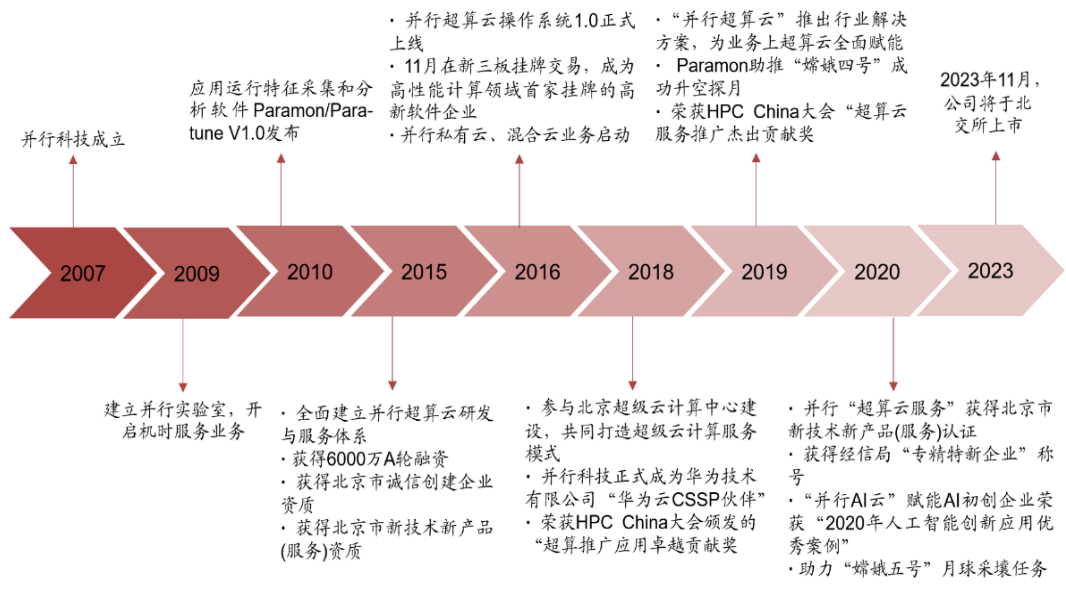 · 并行超算云操作系统1.0正式
上线
· 11月在新三板挂牌交易，成为
高性能计算领域首家挂牌的高
新软件企业
· 并行私有云、混合云业务启动
· “并行超算云”推出行业解决
方案，为业务上超算云全面赋能
· Paramon助推“嫦娥四号”成
功升空探月
· 荣获HPC China大会“超算云
服务推广杰出贡献奖
应用运行特征采集和分
析软件Paramon/Para-
tune V1.0发布
2023年11月，
公司将于北
交所上市
并行科技成立
2007
2009
2010
2015
2016
2018
2019
2020
2023
建立并行实验室，开
启机时服务业务
· 全面建立并行超算云研发
与服务体系
· 获得6000万A轮融资
· 获得北京市诚信创建企业
资质
· 获得北京市新技术新产品
(服务)资质
· 参与北京超级云计算中心建
设，共同打造超级云计算服务
模式
· 并行科技正式成为华为技术
有限公司“华为云CSSP伙伴”
· 荣获HPC China大会颁发的
“超算推广应用卓越贡献奖
· 并行“超算云服务”获得北京市
新技术新产品(服务)认证
· 获得经信局“专精特新企业”称
号
· “并行AI云”赋能AI初创企业荣
获“2020年人工智能创新应用优
秀案例”
· 助力“嫦娥五号”月球采壤任务